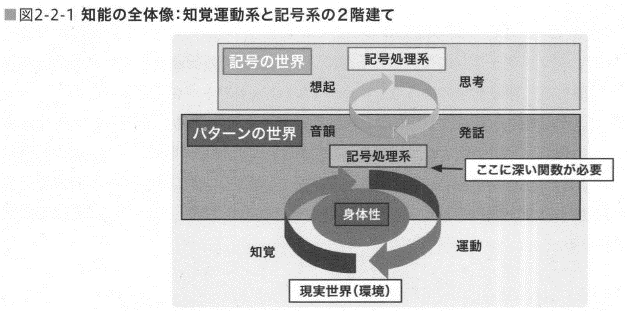 ■図2-2-1 知能の全体像：知覚運動系と記号系の2階建て
記号の世界
記号処理系
想起
思考
パターンの世界
音韻
発話
記号処理系
ここに深い関数が必要
身体性
知覚
運動
現実世界(環境)